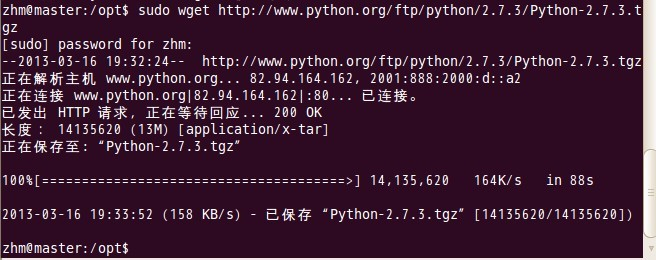 zhm@master:/opt$ sudo wget http://www.python.org/ftp/python/2.7.3/Python-2.7.3.t
gz
[sudo] password for zhm:
--2013-03-16 19:32:24--  http://www.python.org/ftp/python/2.7.3/Python-2.7.3.tgz
正在解析主机 www.python.org... 82.94.164.162, 2001:888:2000:d::a2
正在连接 www.python.org|82.94.164.162|:80... 已连接。
已发出 HTTP 请求，正在等待回应... 200 OK
长度： 14135620 (13M) [application/x-tar]
正在保存至: “Python-2.7.3.tgz”
100%[======================================>] 14,135,620   164K/s   in 88s
2013-03-16 19:33:52 (158 KB/s) - 已保存 “Python-2.7.3.tgz” [14135620/14135620])
zhm@master:/opt$